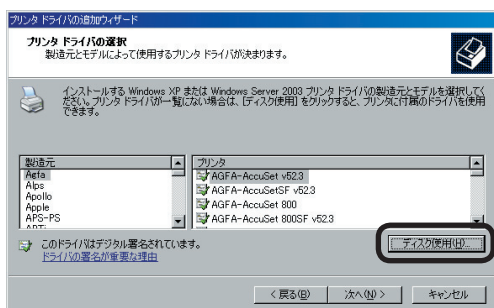 プリンタ ドライバの追加ウィザード
プリンタ ドライバの選択
製造元とモデルによって使用するプリンタ ドライバが決まります。
インストールする Windows XP または Windows Server 2003 プリンタ ドライバの製造元とモデルを選択してく
ださい。プリンタ ドライバが一覧にない場合は、[ディスク使用] をクリックすると、プリンタに付属のドライバを使用
できます。
製造元
Agfa
Alps
Apollo
Apple
APS-PS
プリンタ
AGFA-AccuSet v52.3
AGFA-AccuSetSF v52.3
AGFA-AccuSet 800
AGFA-AccuSet 800SF v52.3
このドライバはデジタル署名されています。
ドライバの署名が重要な理由
ディスク使用(H)...
< 戻る(B)
次へ(N) >
キャンセル